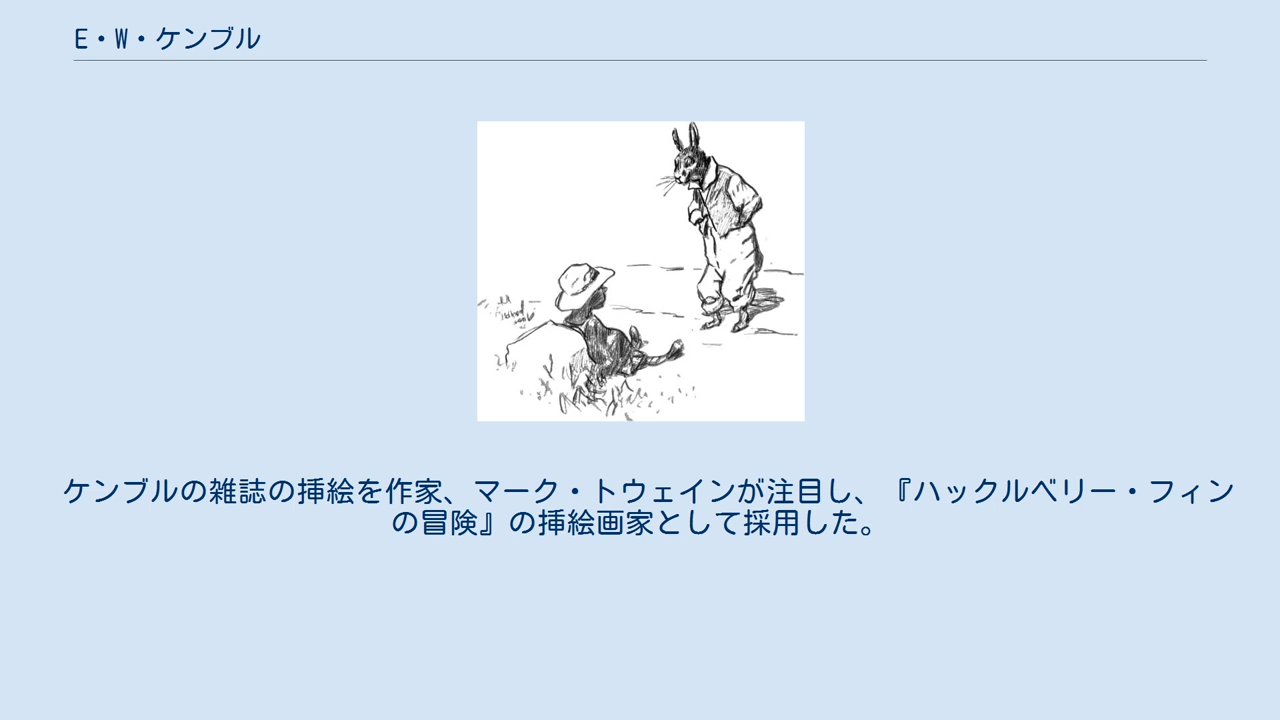 E・W・ケンブル
ケンブルの雑誌の挿絵を作家、マーク・トウェインが注目し、『ハックルベリー・フィン
の冒険』の挿絵画家として採用した。